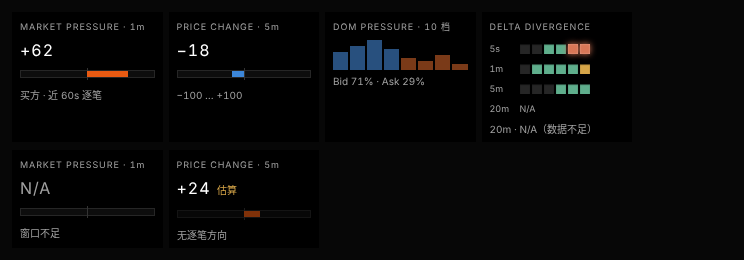 MARKET PRESSURE · 1m
+62
买方 · 近 60s 逐笔
PRICE CHANGE · 5m
−18
−100 ... +100
DOM PRESSURE · 10 档
Bid 71% · Ask 29%
DELTA DIVERGENCE
5s
1m
5m
20m N/A
20m · N/A（数据不足）
MARKET PRESSURE · 1m
N/A
窗口不足
PRICE CHANGE · 5m
+24 估算
无逐笔方向